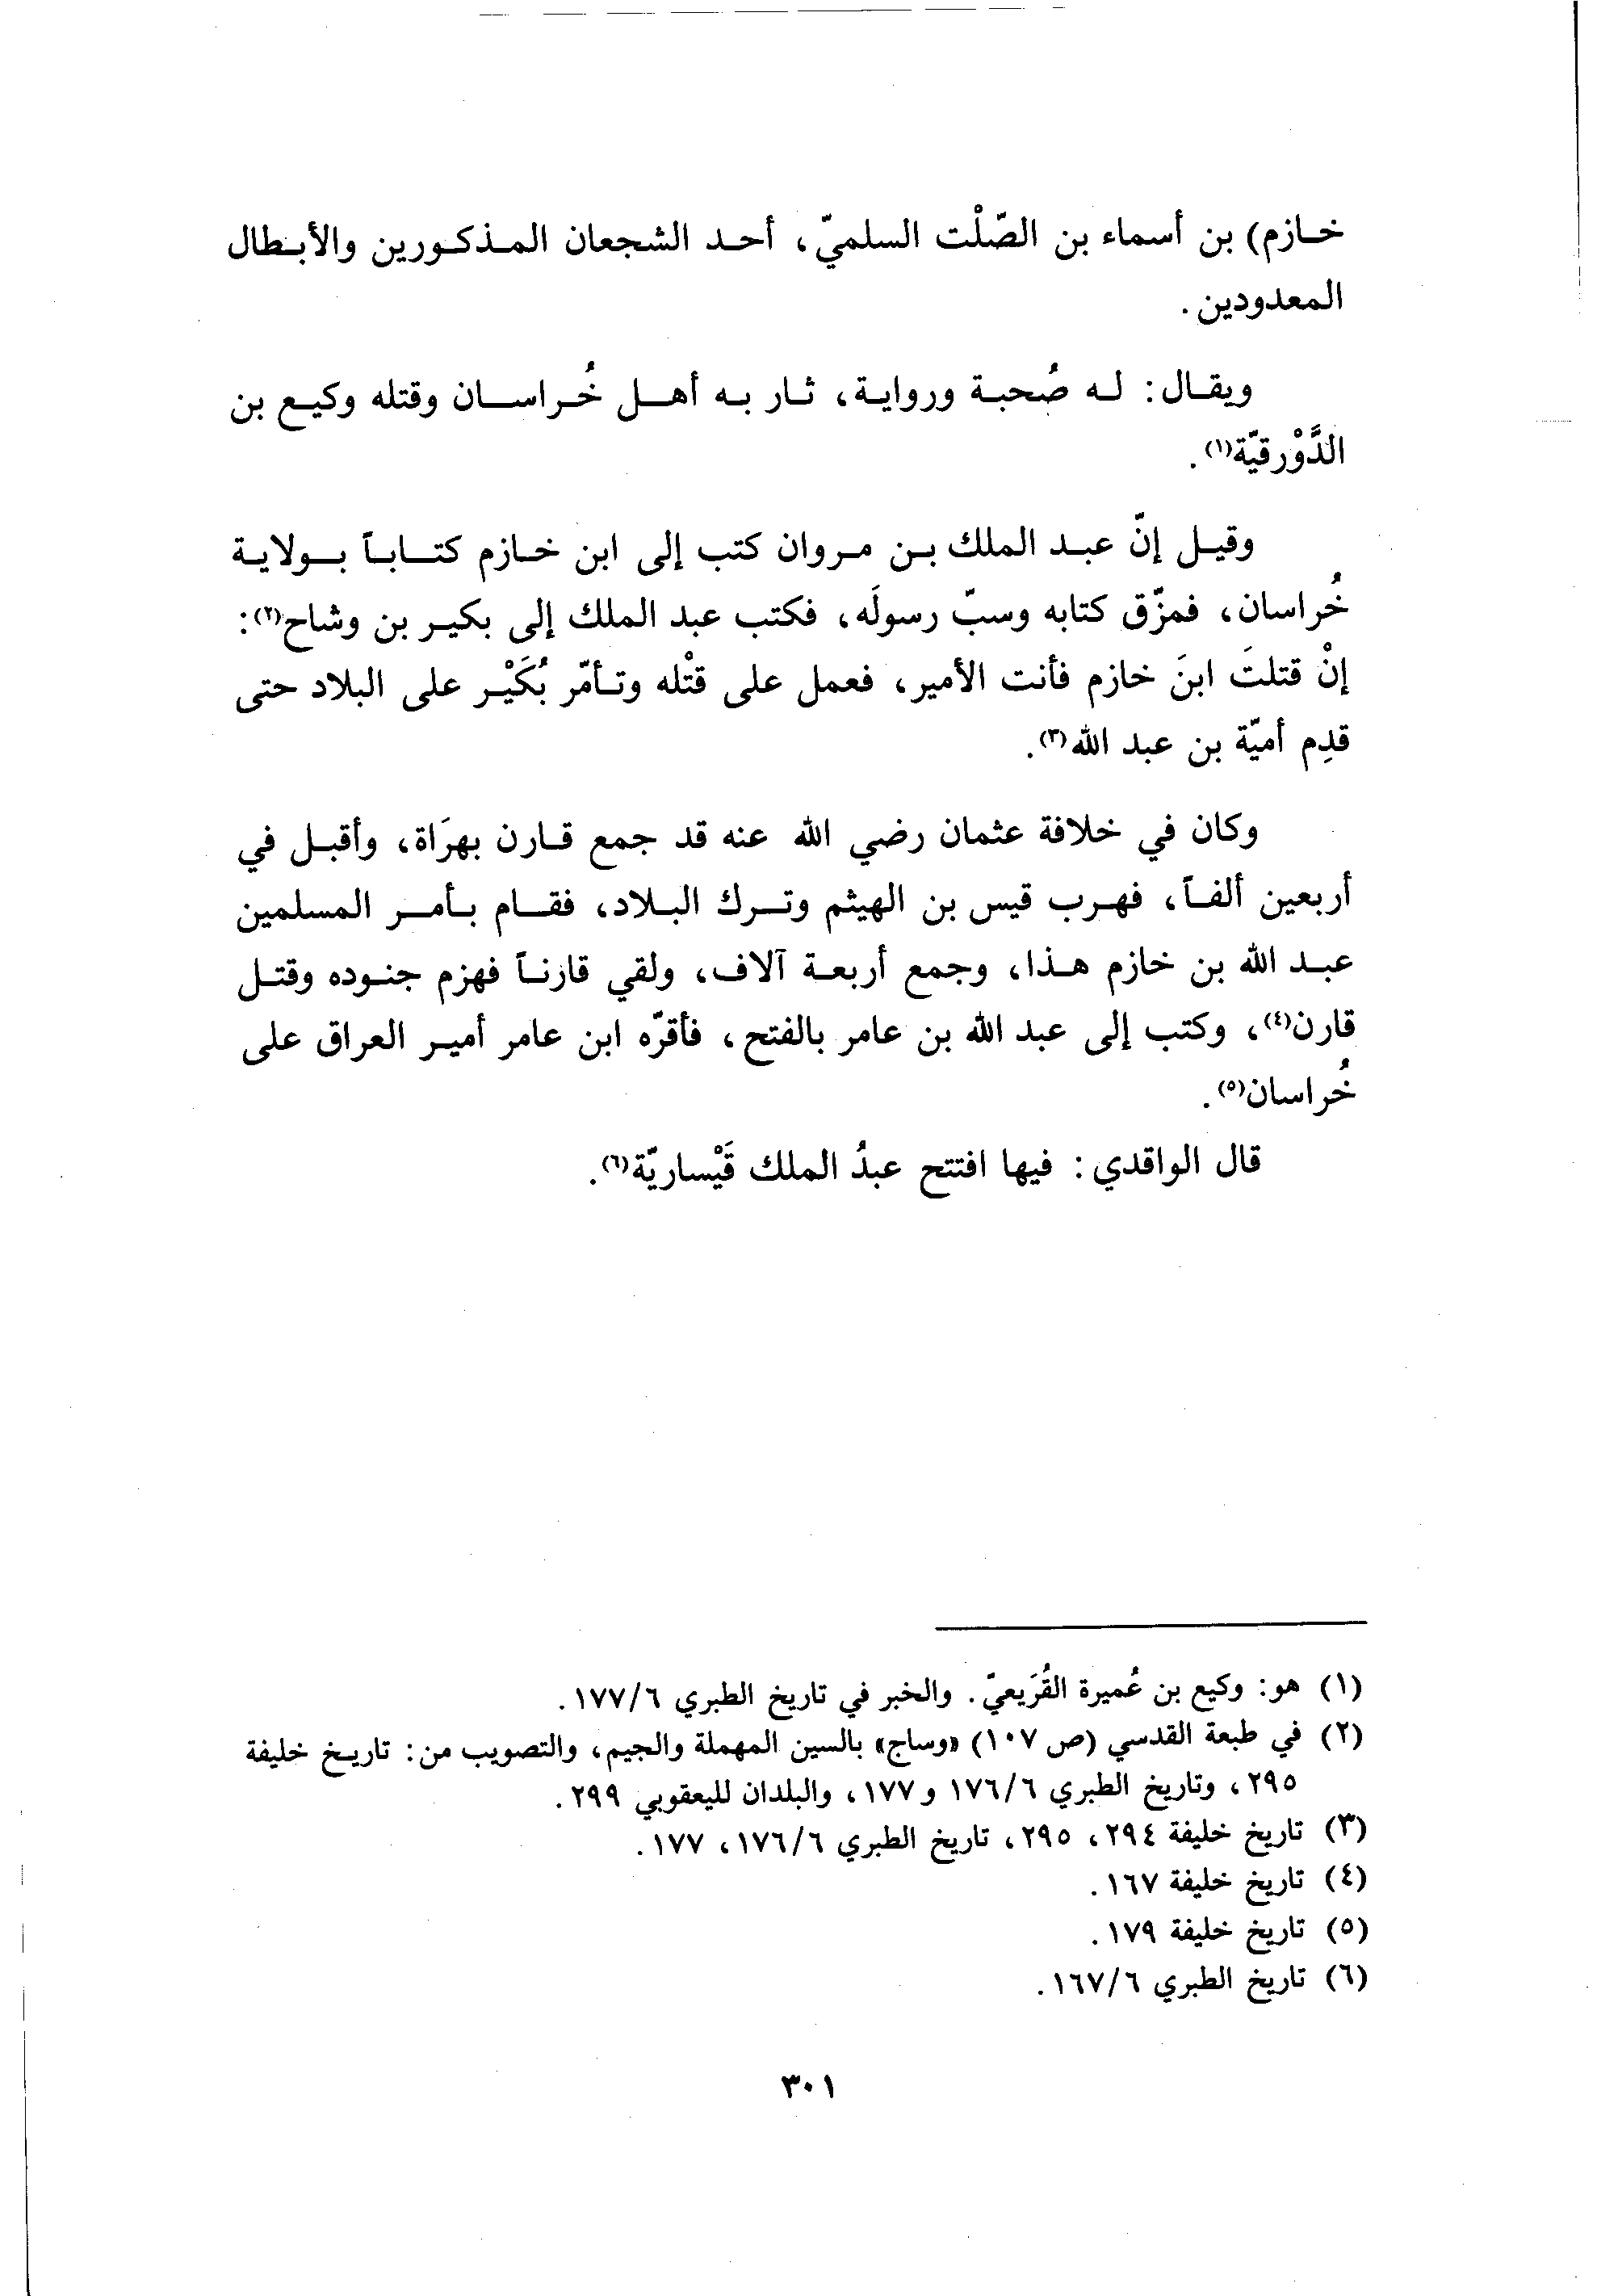 خازم) بن أسماء بن الصّلْت السلميّ، أحد الشجعان المذكورين والأبطال
المعدودين.
ويقال: له صُحبة ورواية، ثار به أهل خُراسان وقتله وكيع بن
الدَّوْرقيّة(١).
وقيل إنّ عبد الملك بن مروان كتب إلى ابن خازم كتاباً بولاية
خُراسان، فمزّق كتابه وسبّ رسولَه، فكتب عبد الملك إلى بكير بن وشاح(٢):
إنْ قتلتَ ابنَ خازم فأنت الأمير، فعمل على قتْله وتأمّر بُكَيْر على البلاد حتى
قدِم أميّة بن عبد الله(٣).
وكان في خلافة عثمان رضي الله عنه قد جمع قارن بهرَاة، وأقبل في
أربعين ألفاً، فهرب قيس بن الهيثم وترك البلاد، فقام بأمر المسلمين
عبد الله بن خازم هذا، وجمع أربعة آلاف، ولقي قارناً فهزم جنوده وقتل
قارن(٤)، وكتب إلى عبد الله بن عامر بالفتح، فأقرّه ابن عامر أمير العراق على
خُراسان(٥).
قال الواقدي: فيها افتتح عبدُ الملك قَيْساريّة(٦).
(١) هو: وكيع بن عُميرة القُرَيعيّ. والخبر في تاريخ الطبري ١٧٧/٦.
(٢) في طبعة القدسي (ص ١٠٧) «وساج» بالسين المهملة والجيم، والتصويب من: تاريخ خليفة
٢٩٥، وتاريخ الطبري ١٧٦/٦ و١٧٧، والبلدان لليعقوبي ٢٩٩.
(٣) تاريخ خليفة ٢٩٤، ٢٩٥، تاريخ الطبري ١٧٦/٦، ١٧٧.
(٤) تاريخ خليفة ١٦٧.
(٥) تاريخ خليفة ١٧٩.
(٦) تاريخ الطبري ١٦٧/٦.
٣٠١